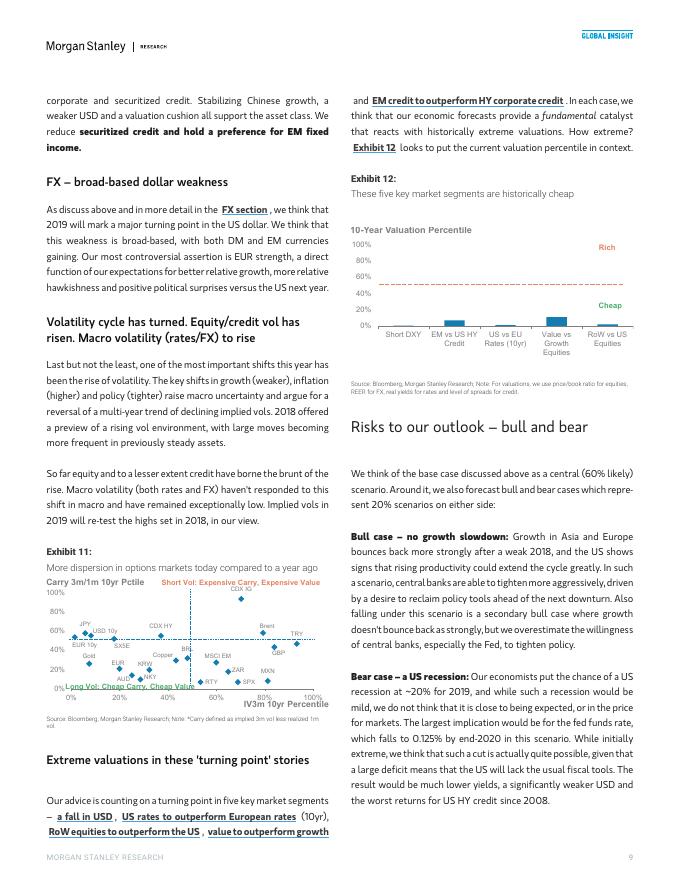 Morgan Stanley | RESEARCH
GLOBAL INSIGHT
corporate and securitized credit. Stabilizing Chinese growth, a
weaker USD and a valuation cushion all support the asset class. We
reduce securitized credit and hold a preference for EM fixed
income.
FX – broad-based dollar weakness
As discuss above and in more detail in the FX section , we think that
2019 will mark a major turning point in the US dollar. We think that
this weakness is broad-based, with both DM and EM currencies
gaining. Our most controversial assertion is EUR strength, a direct
function of our expectations for better relative growth, more relative
hawkishness and positive political surprises versus the US next year.
Volatility cycle has turned. Equity/credit vol has
risen. Macro volatility (rates/FX) to rise
Last but not the least, one of the most important shifts this year has
been the rise of volatility. The key shifts in growth (weaker), inflation
(higher) and policy (tighter) raise macro uncertainty and argue for a
reversal of a multi-year trend of declining implied vols. 2018 offered
a preview of a rising vol environment, with large moves becoming
more frequent in previously steady assets.
So far equity and to a lesser extent credit have borne the brunt of the
rise. Macro volatility (both rates and FX) haven't responded to this
shift in macro and have remained exceptionally low. Implied vols in
2019 will re-test the highs set in 2018, in our view.
Exhibit 11:
More dispersion in options markets today compared to a year ago
Carry 3m/1m 10yr Pctile
Short Vol: Expensive Carry, Expensive Value
100%
80%
60%
40%
20%
0%
CDX IG
JPY
USD 10y
CDX HY
Brent
TRY
EUR 10y
SX5E
BRL
GBP
Gold
Copper
MSCI EM
EUR
KRW
ZAR
MXN
AUD
NKY
RTY
SPX
Long Vol: Cheap Carry, Cheap Value
0%
20%
40%
60%
80%
100%
IV3m 10yr Percentile
Source: Bloomberg, Morgan Stanley Research; Note: *Carry defined as implied 3m vol less realized 1m
vol.
Extreme valuations in these 'turning point' stories
Our advice is counting on a turning point in five key market segments
– a fall in USD , US rates to outperform European rates (10yr),
RoW equities to outperform the US , value to outperform growth
and EM credit to outperform HY corporate credit . In each case, we
think that our economic forecasts provide a fundamental catalyst
that reacts with historically extreme valuations. How extreme?
Exhibit 12 looks to put the current valuation percentile in context.
Exhibit 12:
These five key market segments are historically cheap
10-Year Valuation Percentile
100%
80%
60%
40%
20%
0%
Rich
Cheap
Short DXY
EM vs US HY
Credit
US vs EU
Rates (10yr)
Value vs
Growth
Equities
RoW vs US
Equities
Source: Bloomberg, Morgan Stanley Research; Note: For valuations, we use price/book ratio for equities,
REER for FX, real yields for rates and level of spreads for credit.
Risks to our outlook – bull and bear
We think of the base case discussed above as a central (60% likely)
scenario. Around it, we also forecast bull and bear cases which repre-
sent 20% scenarios on either side:
Bull case – no growth slowdown: Growth in Asia and Europe
bounces back more strongly after a weak 2018, and the US shows
signs that rising productivity could extend the cycle greatly. In such
a scenario, central banks are able to tighten more aggressively, driven
by a desire to reclaim policy tools ahead of the next downturn. Also
falling under this scenario is a secondary bull case where growth
doesn't bounce back as strongly, but we overestimate the willingness
of central banks, especially the Fed, to tighten policy.
Bear case – a US recession: Our economists put the chance of a US
recession at ~20% for 2019, and while such a recession would be
mild, we do not think that it is close to being expected, or in the price
for markets. The largest implication would be for the fed funds rate,
which falls to 0.125% by end-2020 in this scenario. While initially
extreme, we think that such a cut is actually quite possible, given that
a large deficit means that the US will lack the usual fiscal tools. The
result would be much lower yields, a significantly weaker USD and
the worst returns for US HY credit since 2008.
MORGAN STANLEY RESEARCH
9